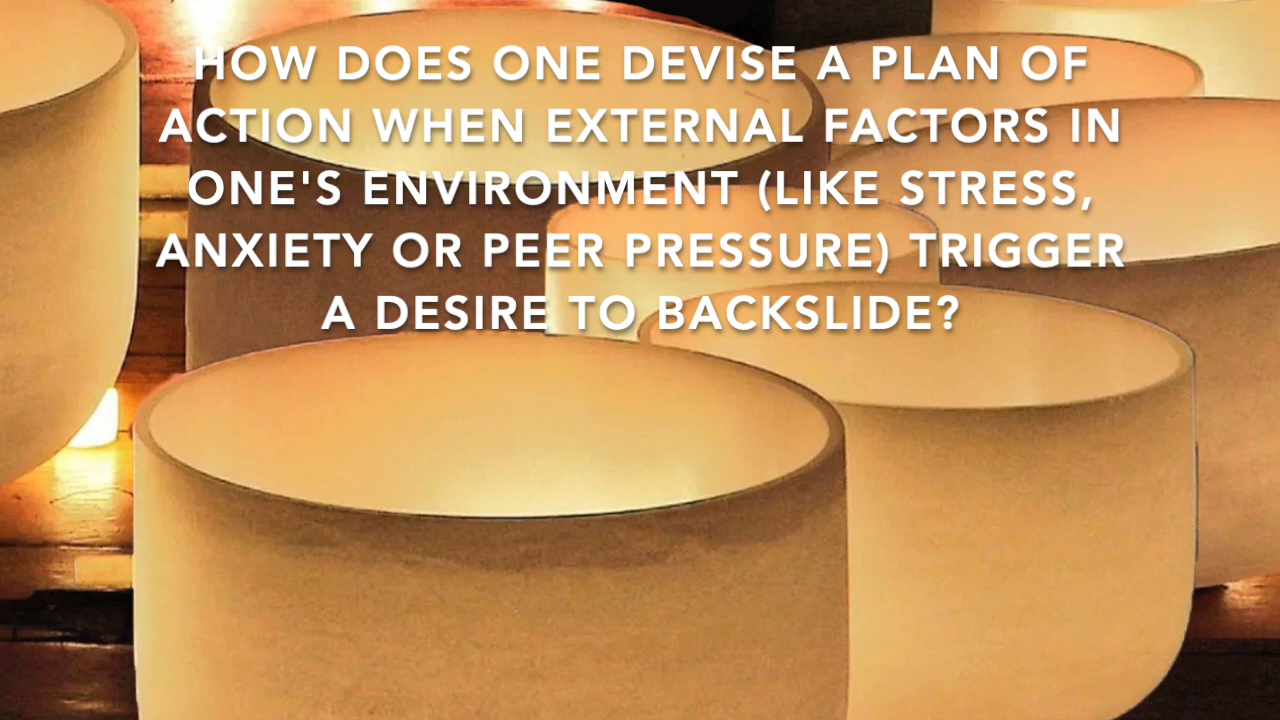 HOW DOES ONE DEVISE A PLAN OF
ACTION WHEN EXTERNAL FACTORS IN
ONE'S ENVIRONMENT (LIKE STRESS,
ANXIETY OR PEER PRESSURE) TRIGGER
A DESIRE TO BACKSLIDE?